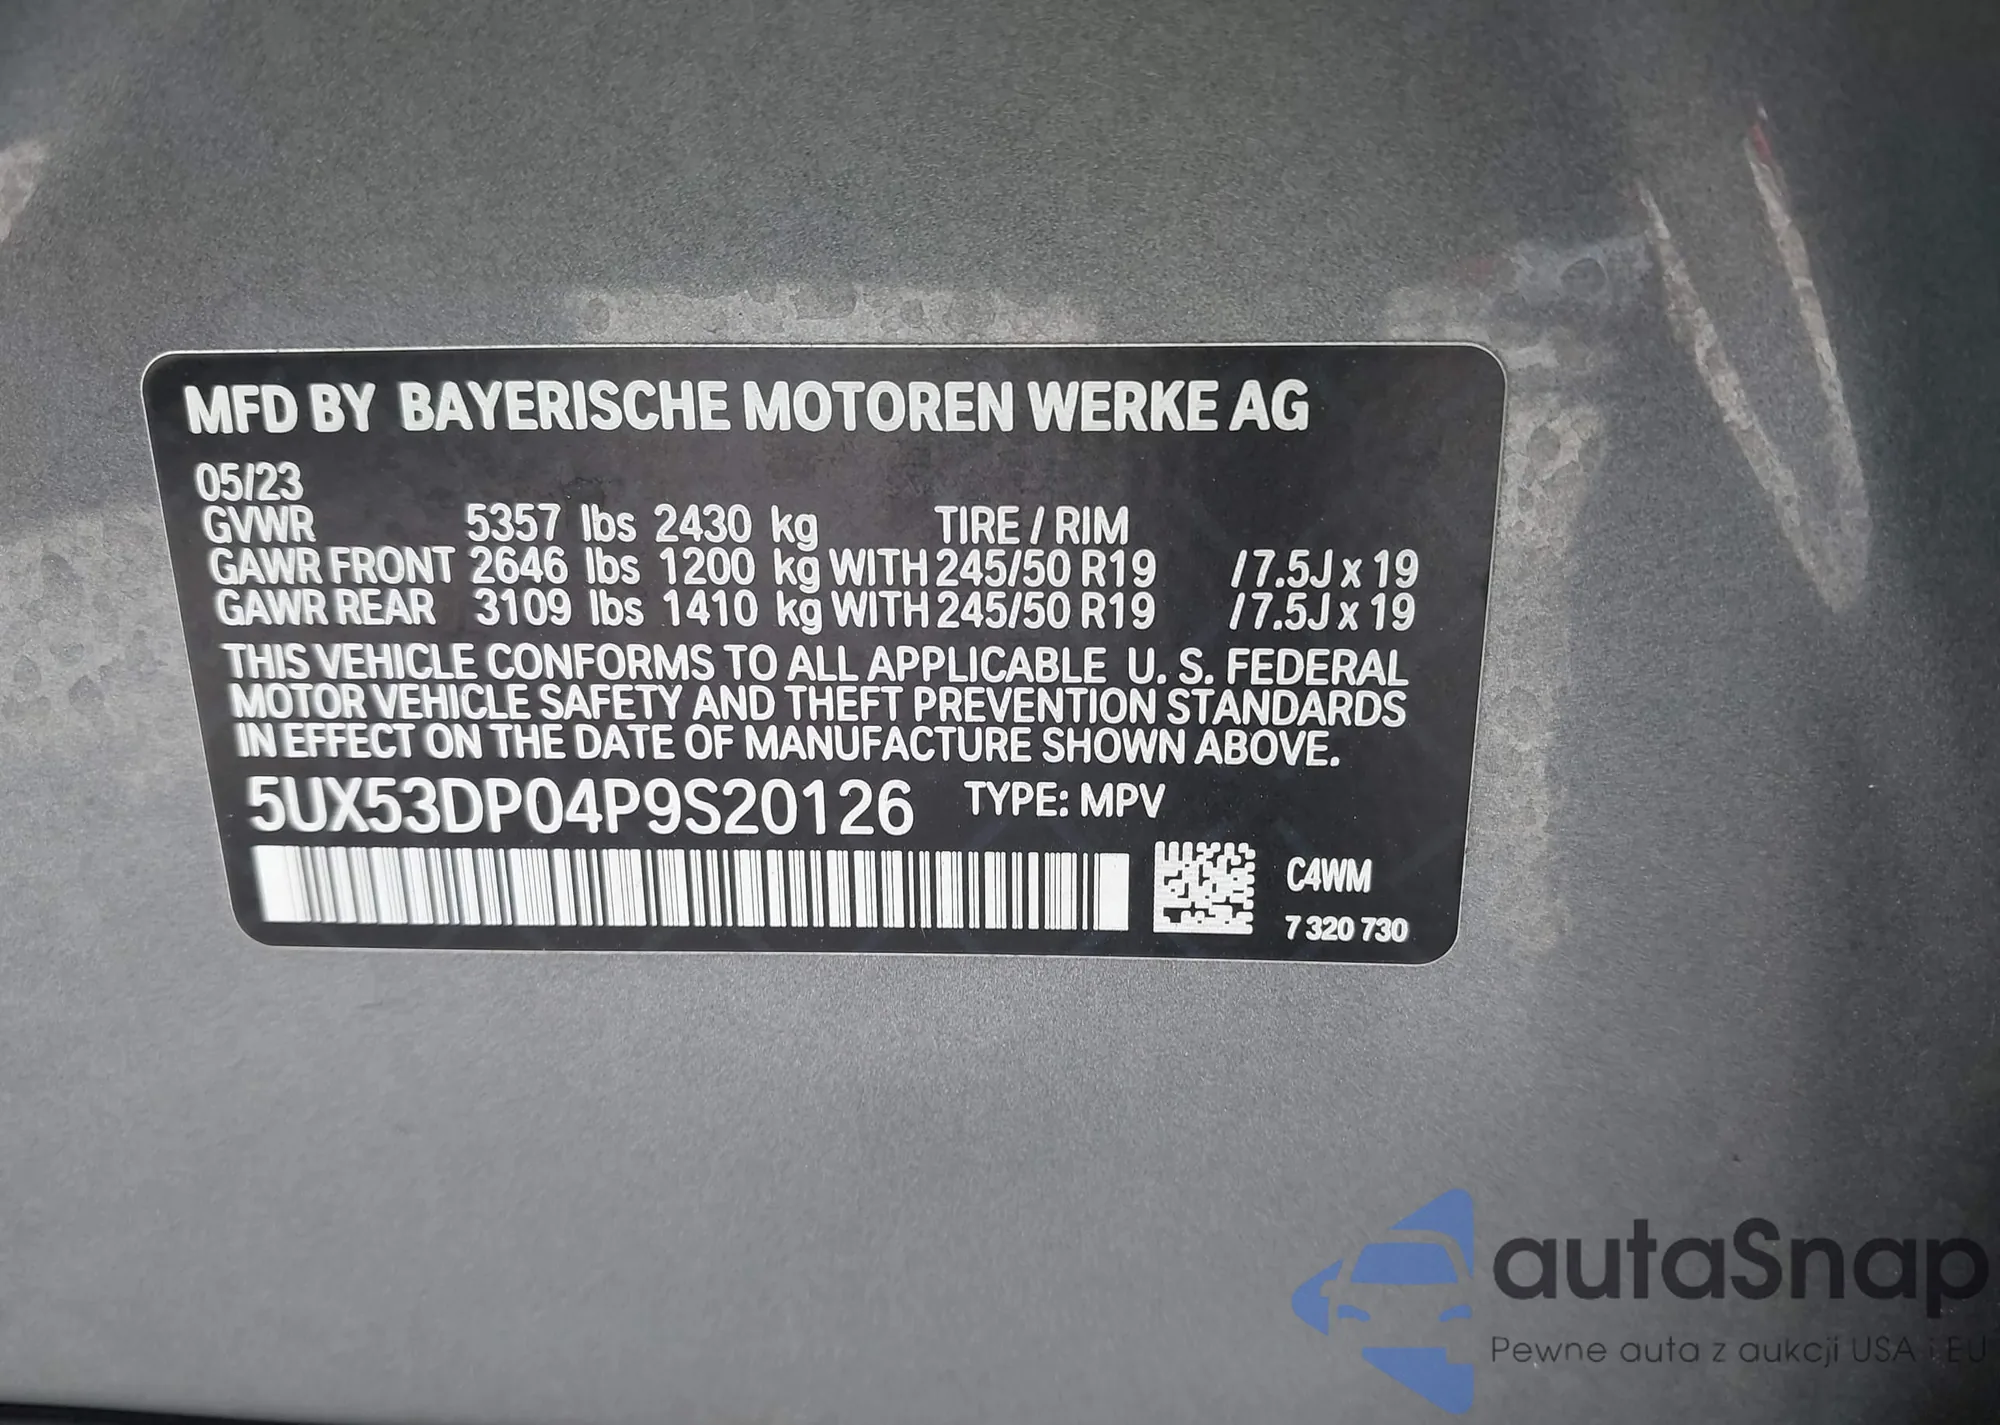 MFD BY BAYERISCHE MOTOREN WERKE AG
05/23
GVWR 5357 lbs 2430 kg TIRE / RIM
GAWR FRONT 2646 lbs 1200 kg WITH 245/50 R19 /7.5J x 19
GAWR REAR 3109 lbs 1410 kg WITH 245/50 R19 /7.5J x 19
THIS VEHICLE CONFORMS TO ALL APPLICABLE U. S. FEDERAL
MOTOR VEHICLE SAFETY AND THEFT PREVENTION STANDARDS
IN EFFECT ON THE DATE OF MANUFACTURE SHOWN ABOVE.
5UX53DP04P9S20126 TYPE: MPV
C4WM
7 320 730
autaSnap
Pewne auta z aukcji USA i EU